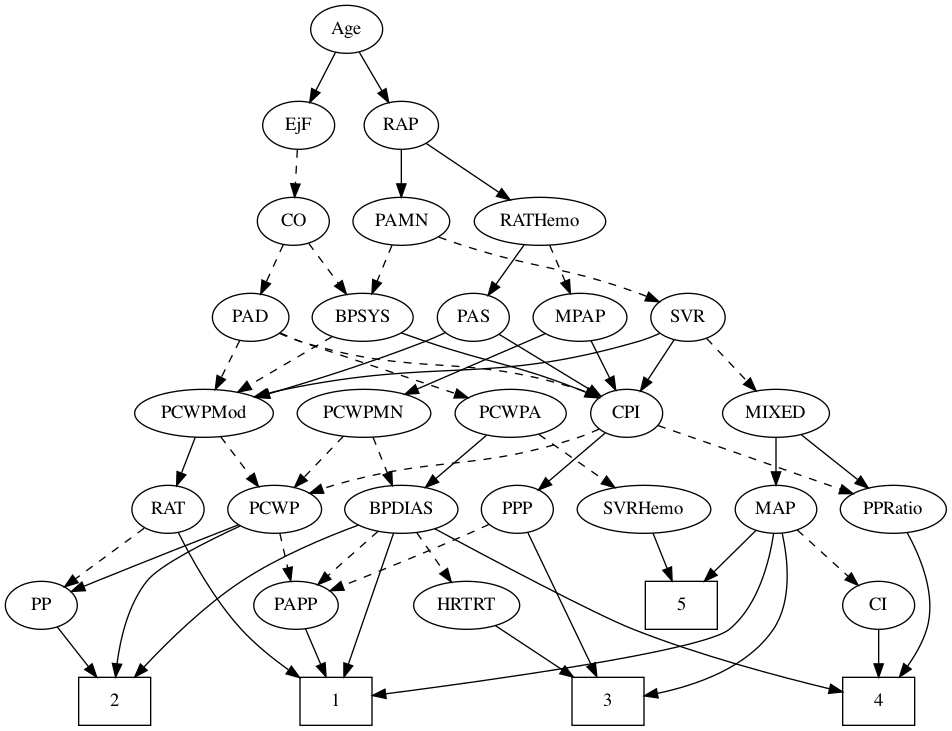 Age
EjF
RAP
CO
PAMN
RATHemo
PAD
BPSYS
PAS
MPAP
SVR
PCWPMod
PCWPMN
PCWPA
CPI
MIXED
RAT
PCWP
BPDIAS
PPP
SVRHemo
MAP
PPRatio
PP
PAPP
HRTRT
5
CI
2
1
3
4